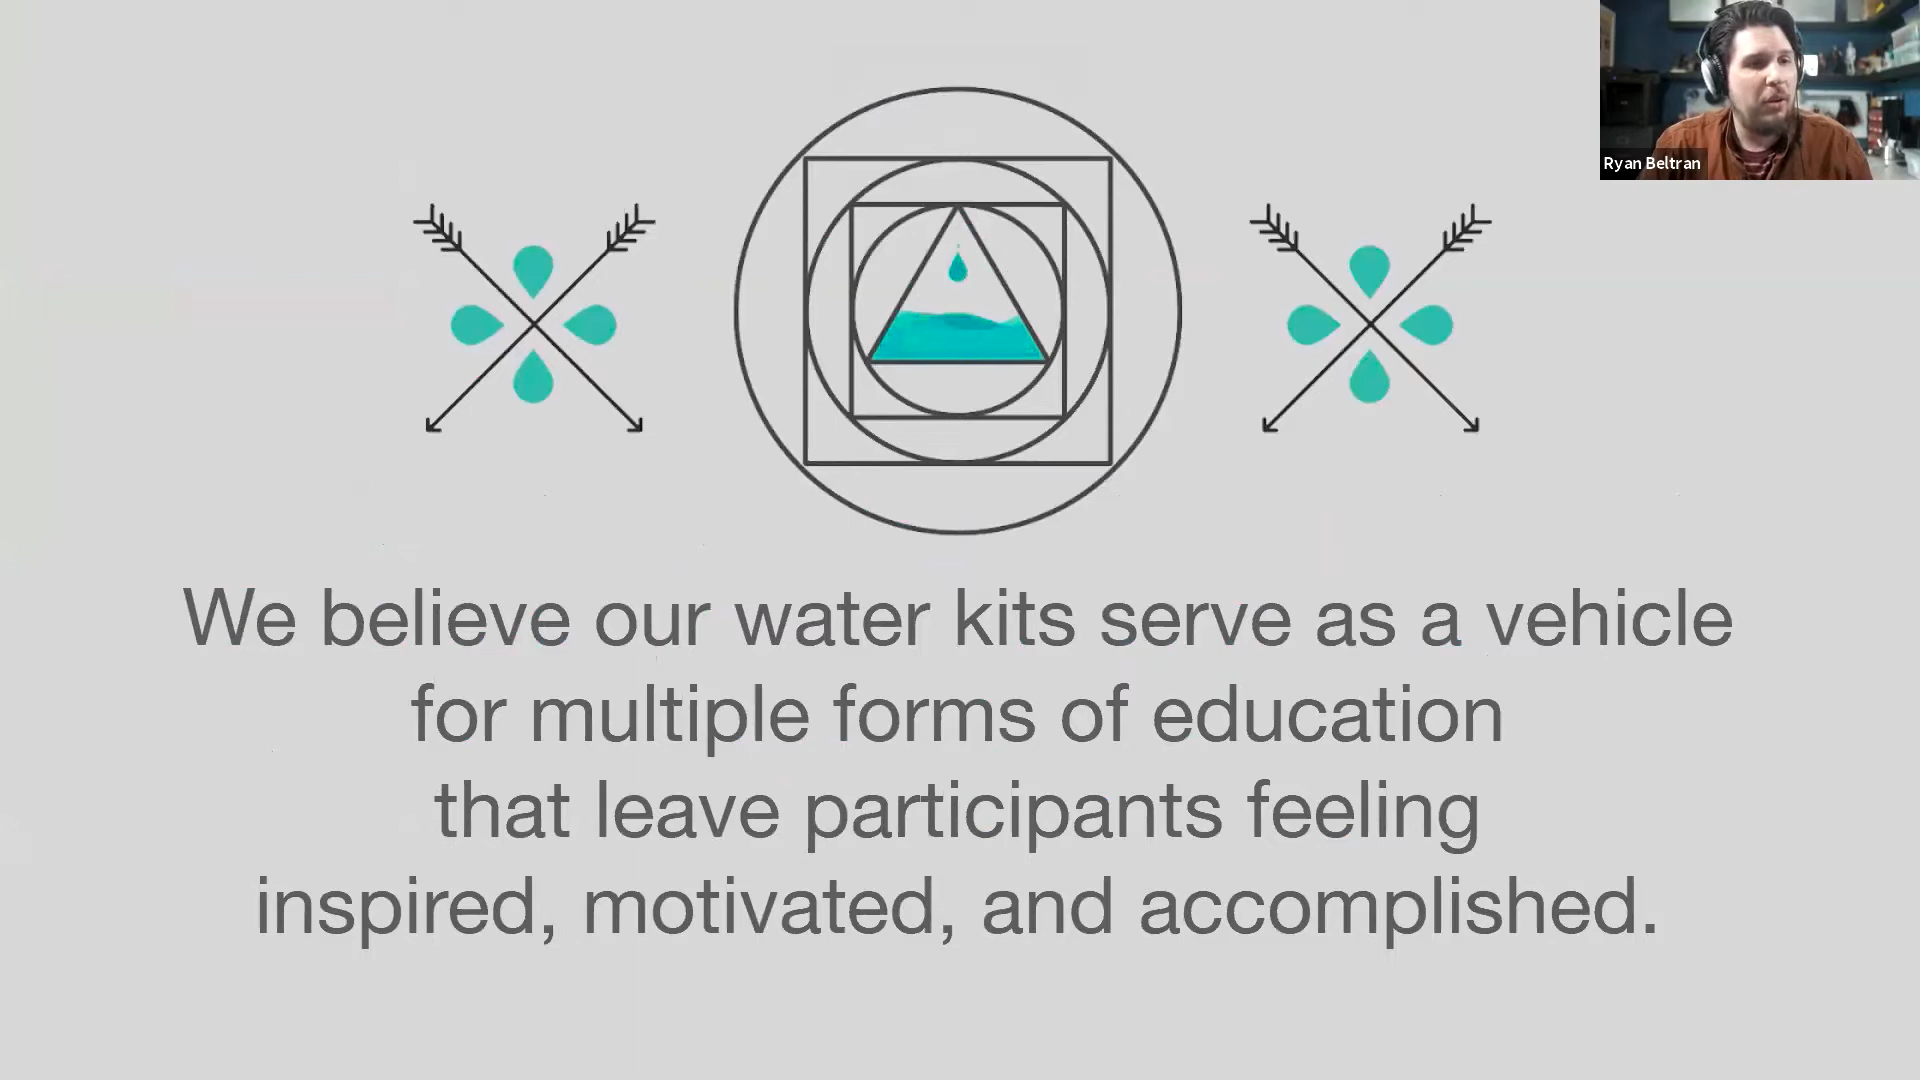 Ryan Beltran
We believe our water kits serve as a vehicle
for multiple forms of education
that leave participants feeling
inspired, motivated, and accomplished.